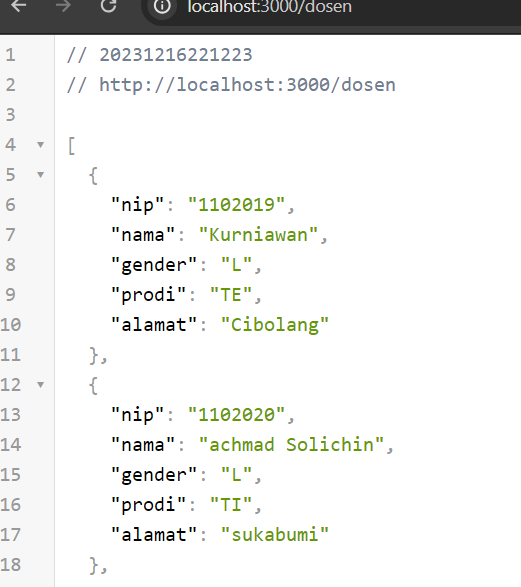 localhost:3000/dosen
1 // 20231216221223
2 // http://localhost:3000/dosen
3
4 [
5 {
6 "nip": "1102019",
7 "nama": "Kurniawan",
8 "gender": "L",
9 "prodi": "TE",
10 "alamat": "Cibolang"
11 },
12 {
13 "nip": "1102020",
14 "nama": "achmad Solichin",
15 "gender": "L",
16 "prodi": "TI",
17 "alamat": "sukabumi"
18 },